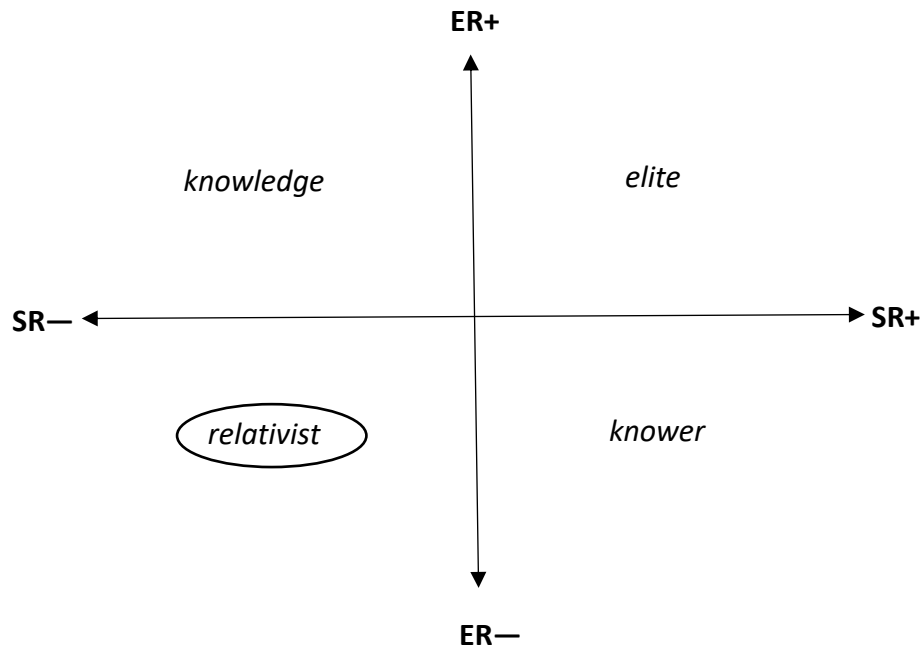 ER+
knowledge
elite
SR—
SR+
relativist
knower
ER—